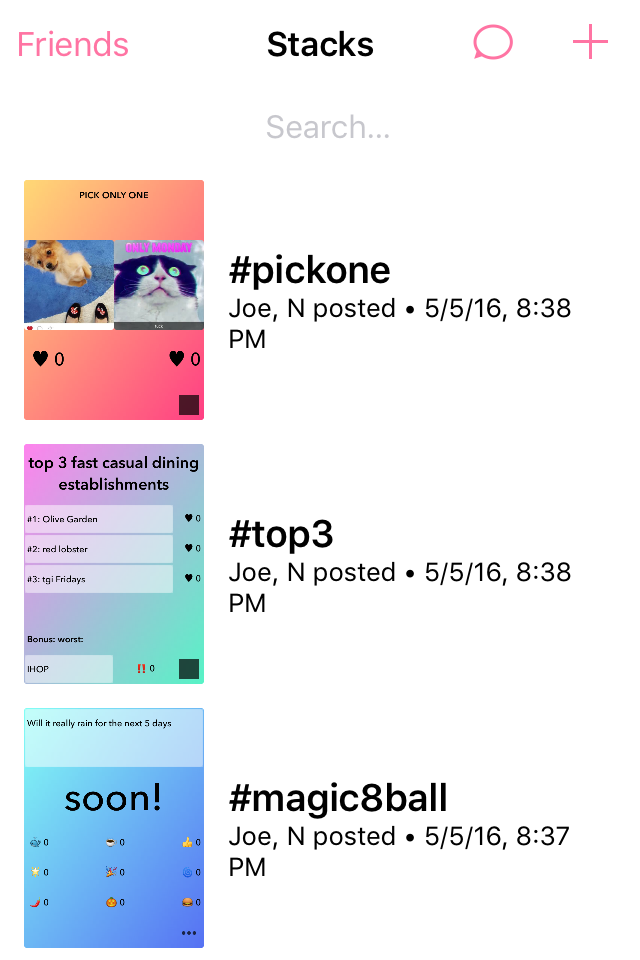 Friends
Stacks
Search...
PICK ONLY ONE
0
0
#pickone
Joe, N posted • 5/5/16, 8:38
PM
top 3 fast casual dining
establishments
#1: Olive Garden
0
#2: red lobster
0
#3: tgi Fridays
0
Bonus: worst:
IHOP
0
#top3
Joe, N posted • 5/5/16, 8:38
PM
Will it really rain for the next 5 days
soon!
0
0
0
0
0
0
0
0
0
#magic8ball
Joe, N posted • 5/5/16, 8:37
PM